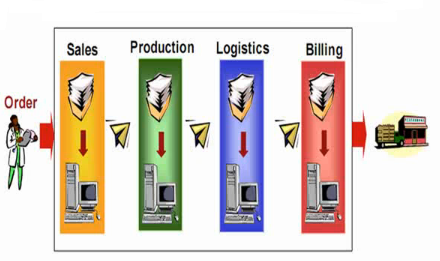 Sales
Production
Logistics
Billing
Order